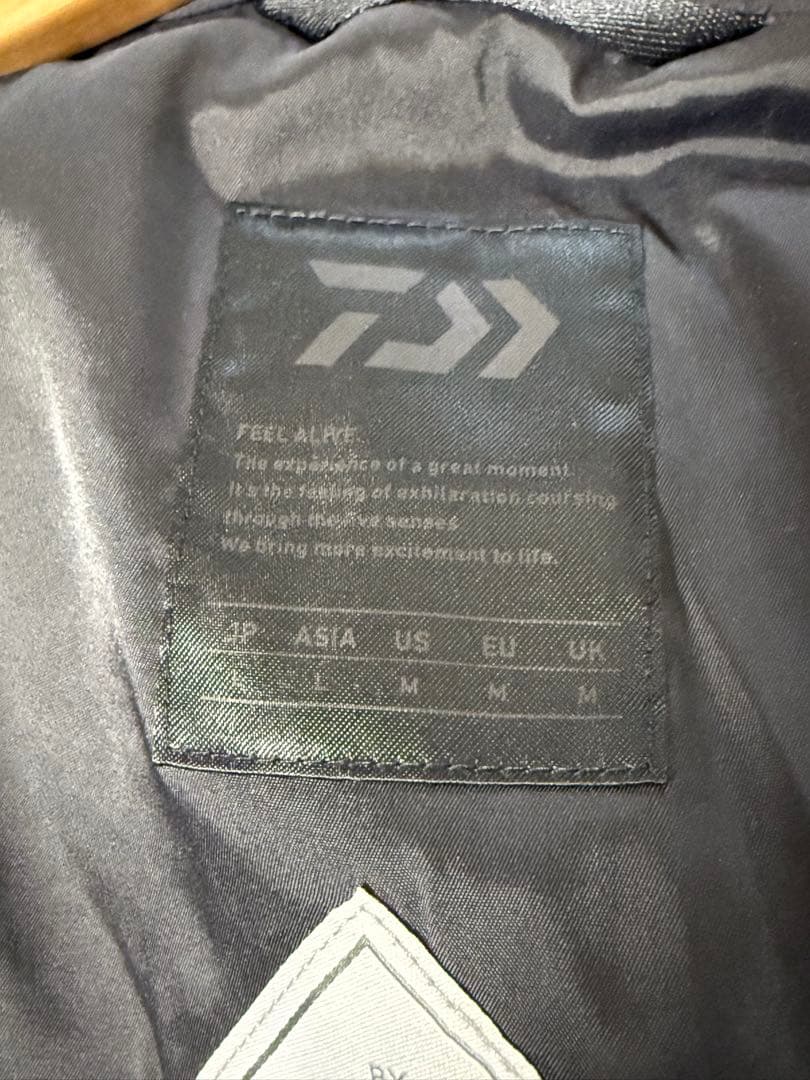 FEEL ALIVE.
The experience of a great moment.
It's the feeling of exhilaration coursing
through the five senses
We bring more excitement to life.
JP ASIA US EU UK
L L M M M
BY